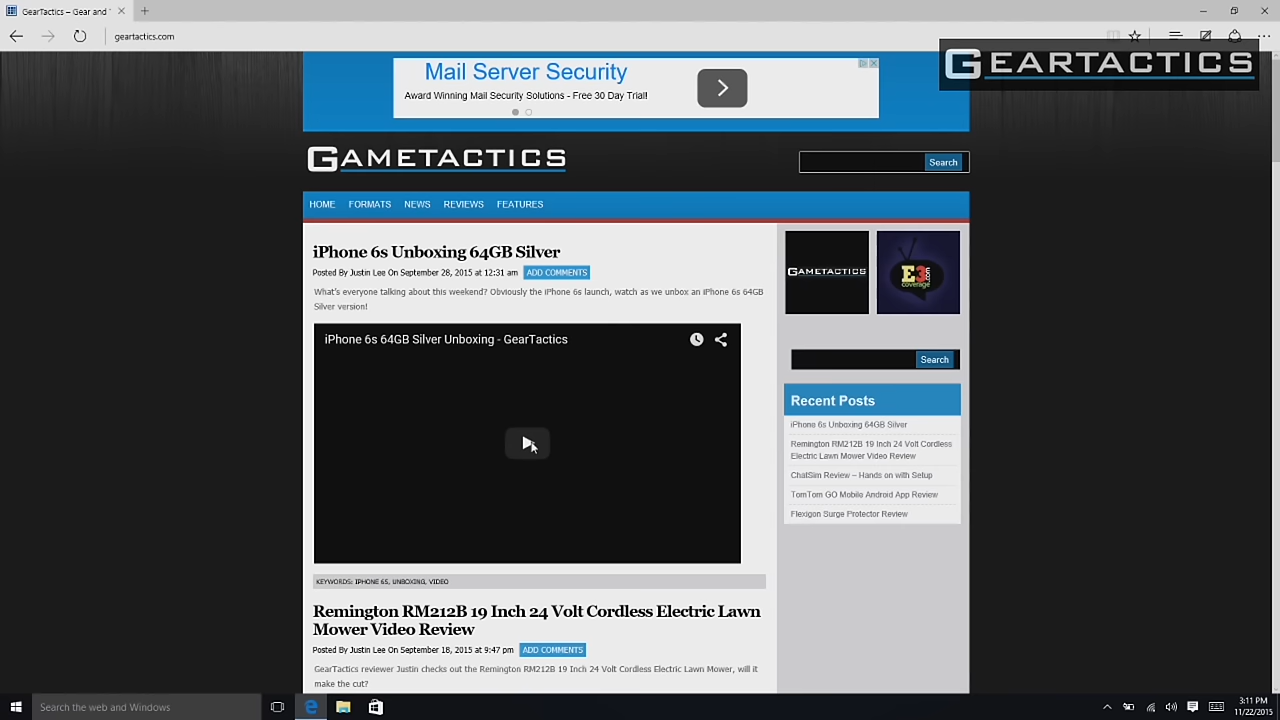 GearTactics – Gear and
geartactics.com
GEARTACTICS
Mail Server Security
Award Winning Mail Security Solutions - Free 30 Day Trial!
GAMETACTICS
Search
HOME FORMATS NEWS REVIEWS FEATURES
iPhone 6s Unboxing 64GB Silver
Posted By Justin Lee On September 28, 2015 at 12:31 am ADD COMMENTS
What's everyone talking about this weekend? Obviously the iPhone 6s launch, watch as we unbox an iPhone 6s 64GB
Silver version!
iPhone 6s 64GB Silver Unboxing - GearTactics
KEYWORDS: IPHONE 6S, UNBOXING, VIDEO
Remington RM212B 19 Inch 24 Volt Cordless Electric Lawn
Mower Video Review
Posted By Justin Lee On September 18, 2015 at 9:47 pm ADD COMMENTS
GearTactics reviewer Justin checks out the Remington RM212B 19 Inch 24 Volt Cordless Electric Lawn Mower, will it
make the cut?
GAMETACTICS
E3
.com
coverage
Search
Recent Posts
iPhone 6s Unboxing 64GB Silver
Remington RM212B 19 Inch 24 Volt Cordless
Electric Lawn Mower Video Review
ChatSim Review – Hands on with Setup
TomTom GO Mobile Android App Review
Flexigon Surge Protector Review
Search the web and Windows
3:11 PM
11/22/2015